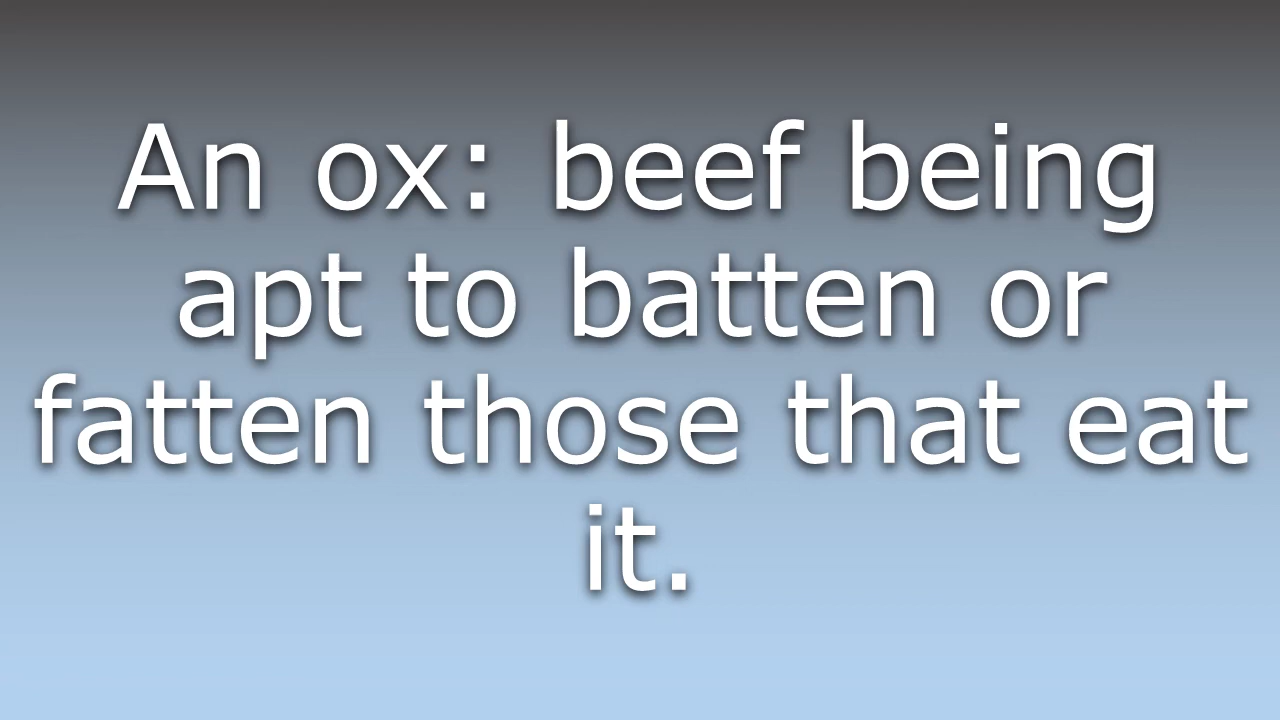 An ox: beef being
apt to batten or
fatten those that eat
it.